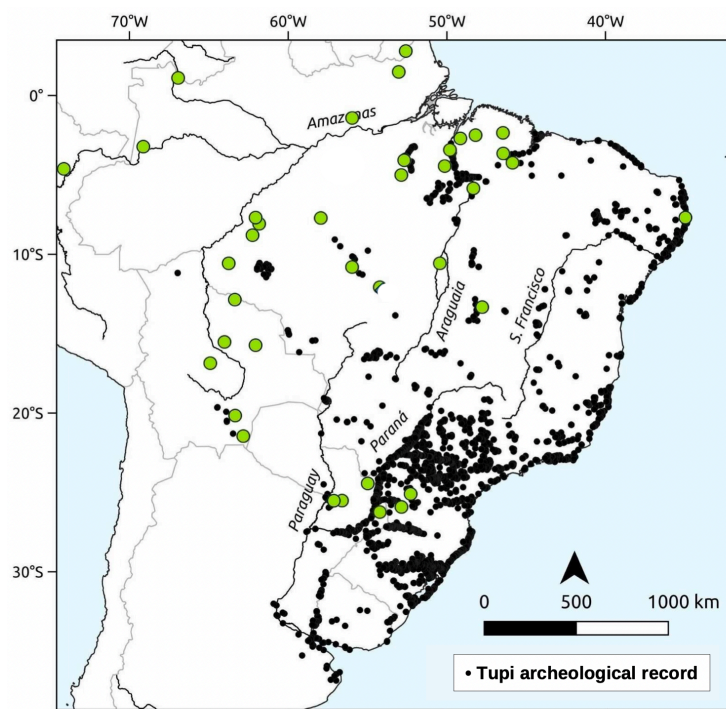 70°W 60°W 50°W 40°W
0°
Amazonas
10°S
Araguaia
S. Francisco
20°S
Paraná
Paraguay
30°S
0 500 1000 km
• Tupi archeological record